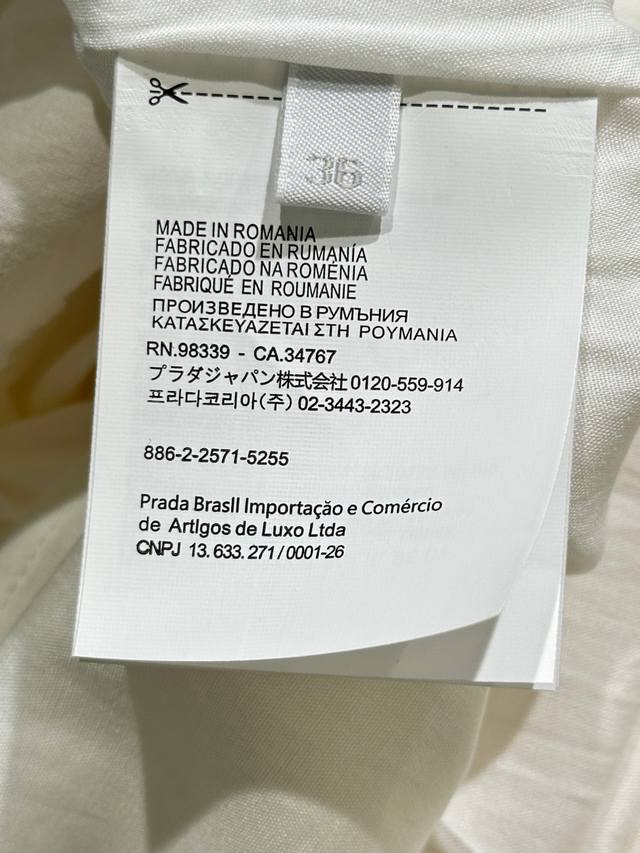 36
MADE IN ROMANIA
FABRICADO EN RUMANÍA
FABRICADO NA ROMÉNIA
FABRIQUÉ EN ROUMANIE
ПРОИЗВЕДЕНО В РУМЪНИЯ
ΚΑΤΑΣΚΕΥΑΖΕΤΑΙ ΣΤΗ ΡΟΥΜΑΝΙΑ
RN.98339 - CA.34767
プラダジャパン株式会社 0120-559-914
프라다코리아(주) 02-3443-2323
886-2-2571-5255
Prada Brasll Importação e Comércio
de Artlgos de Luxo Ltda
CNPJ 13.633.271/0001-26